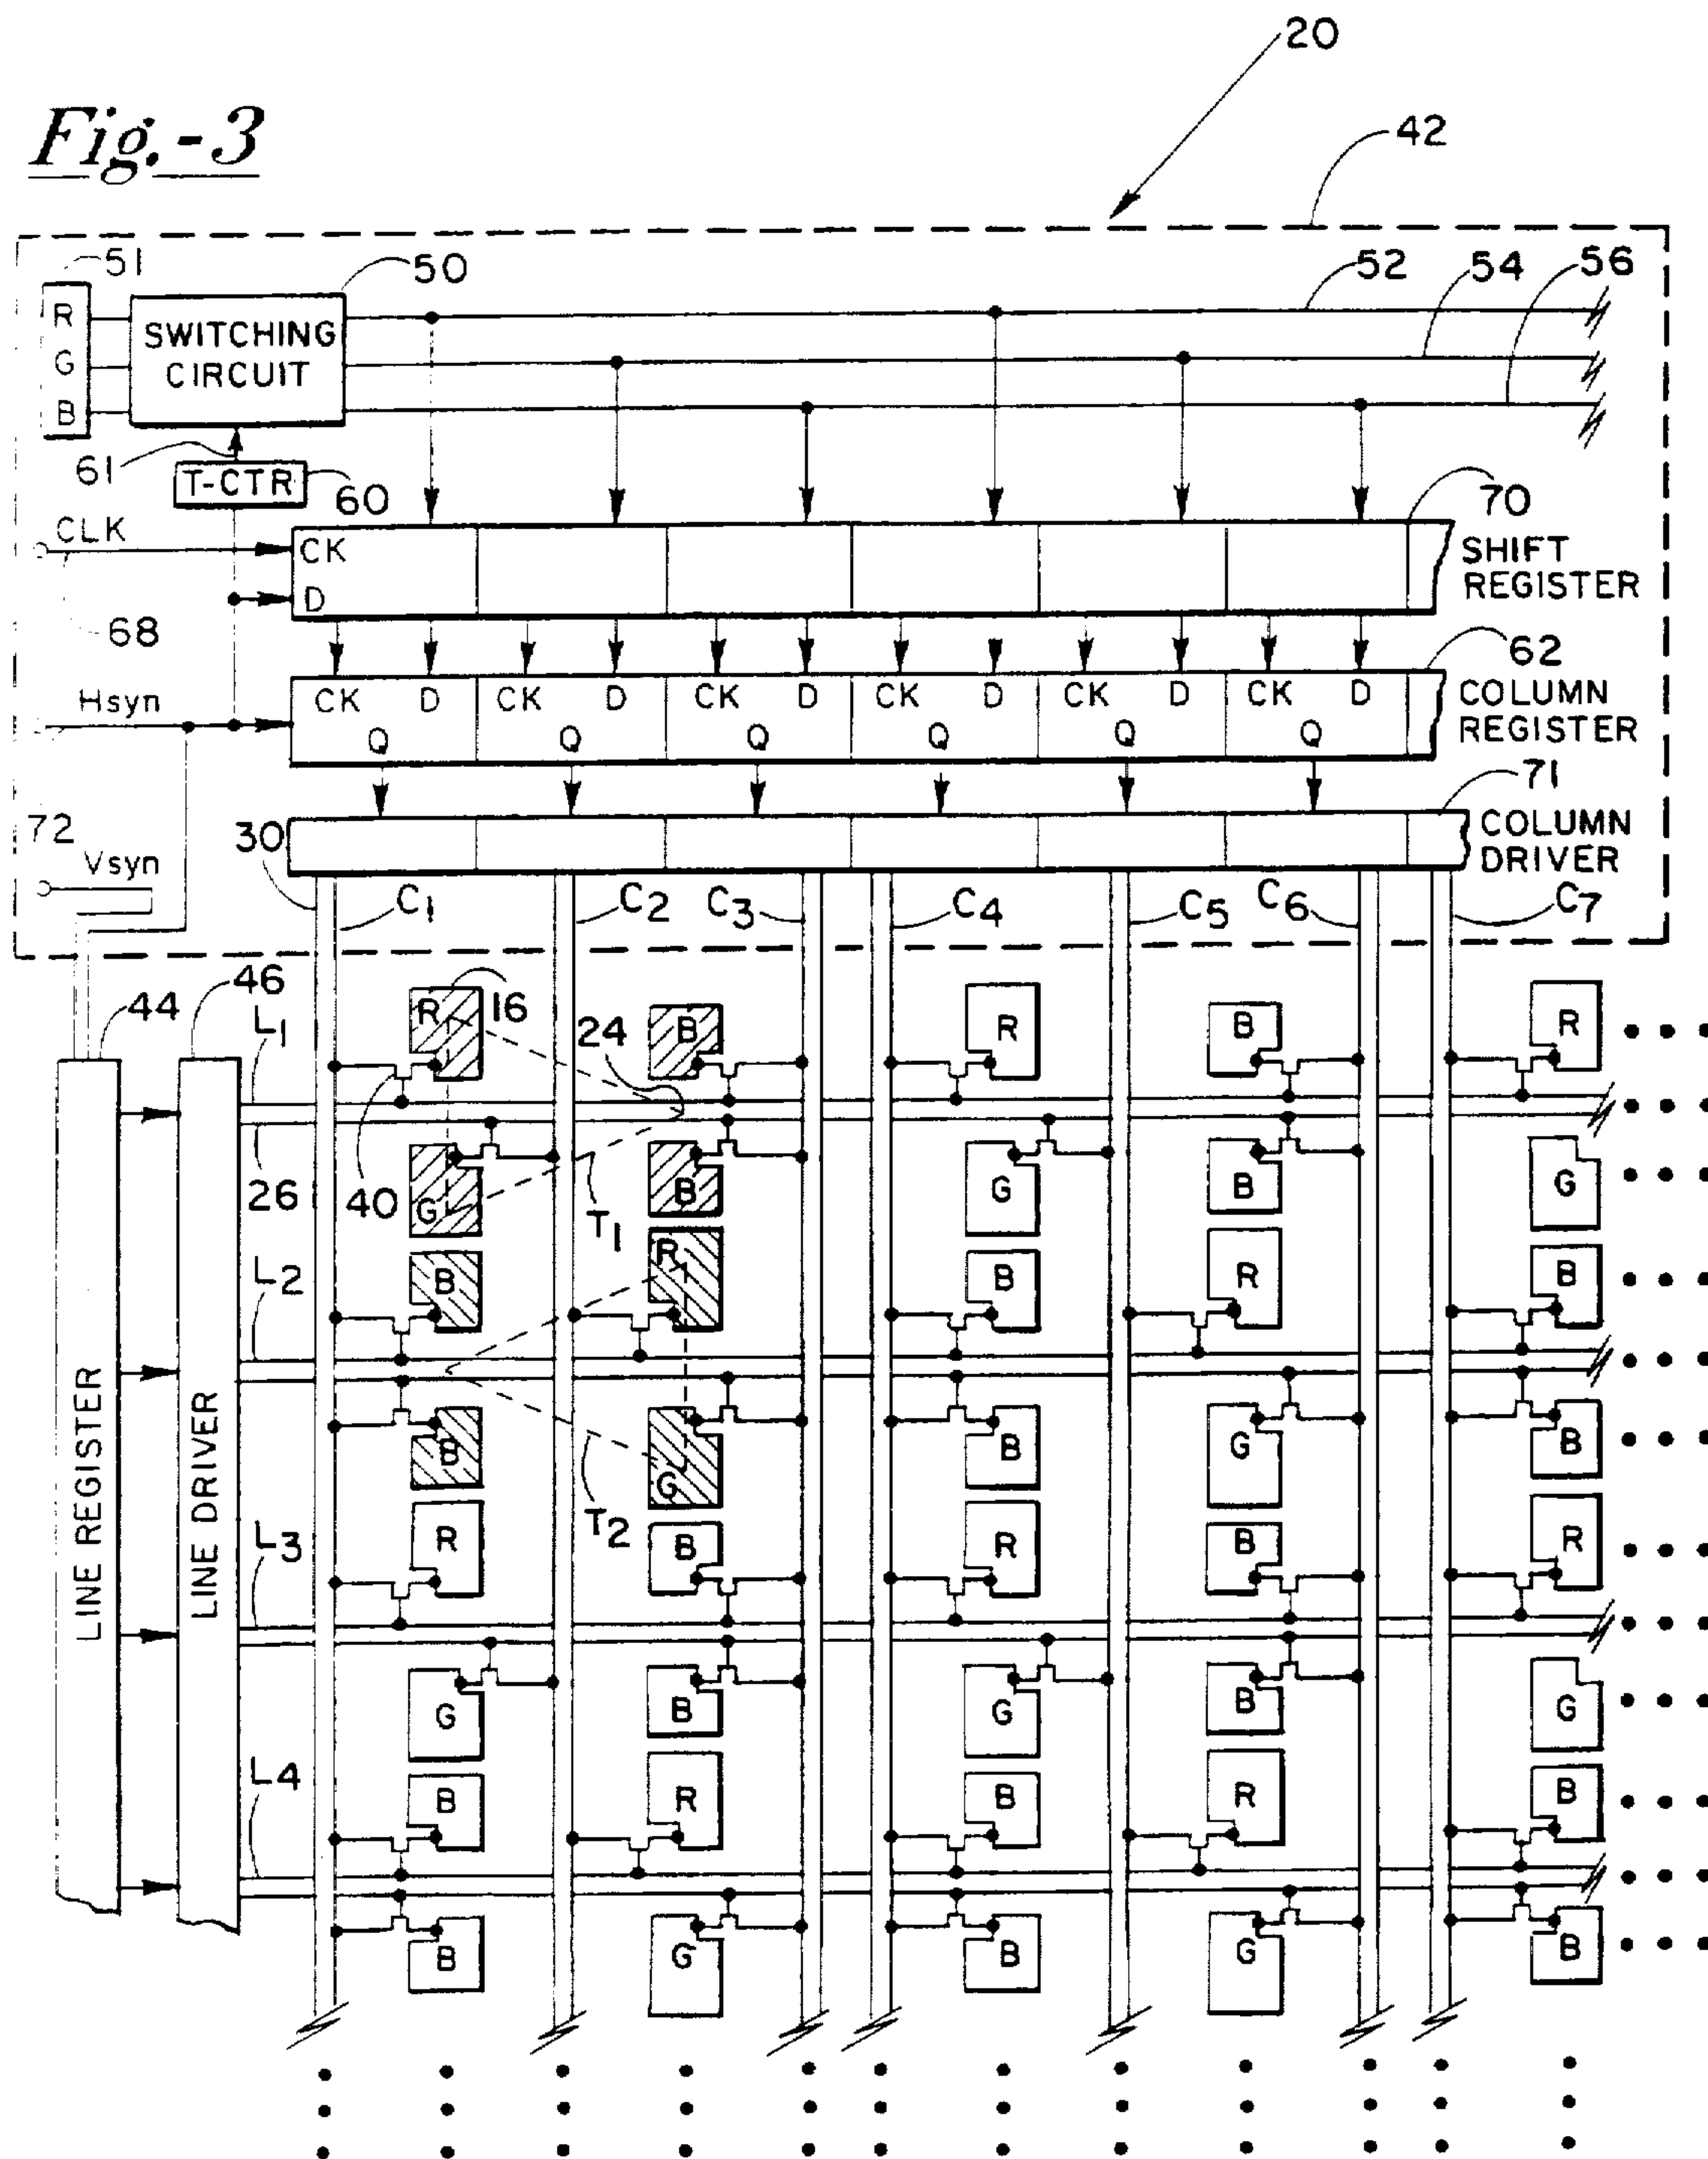 20
Fig.-3
42
51
50
52
54
56
R
G
B
SWITCHING
CIRCUIT
61
T-CTR
60
70
CLK
CK
D
SHIFT
REGISTER
68
62
Hsyn
CK D CK D CK D CK D CK D CK D
Q Q Q Q Q Q
COLUMN
REGISTER
71
72
Vsyn
30
COLUMN
DRIVER
C1 C2 C3 C4 C5 C6 C7
44
46
L1
R
16
24
B R B R
26
40
G
T1
B G B G
L2
B R B R B
LINE REGISTER
LINE DRIVER
B G B G B
T2
L3
R B R B R
G B G B G
L4
B R B R B
B G B G B